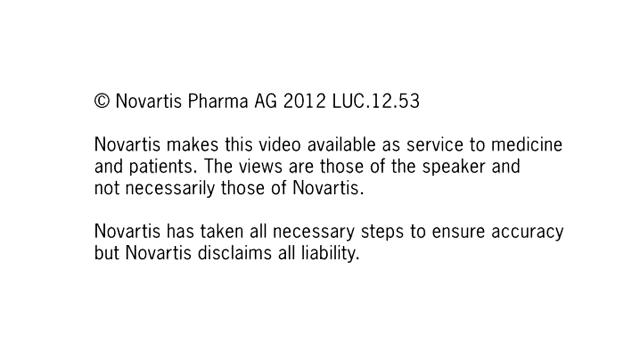 © Novartis Pharma AG 2012 LUC.12.53
Novartis makes this video available as service to medicine
and patients. The views are those of the speaker and
not necessarily those of Novartis.
Novartis has taken all necessary steps to ensure accuracy
but Novartis disclaims all liability.